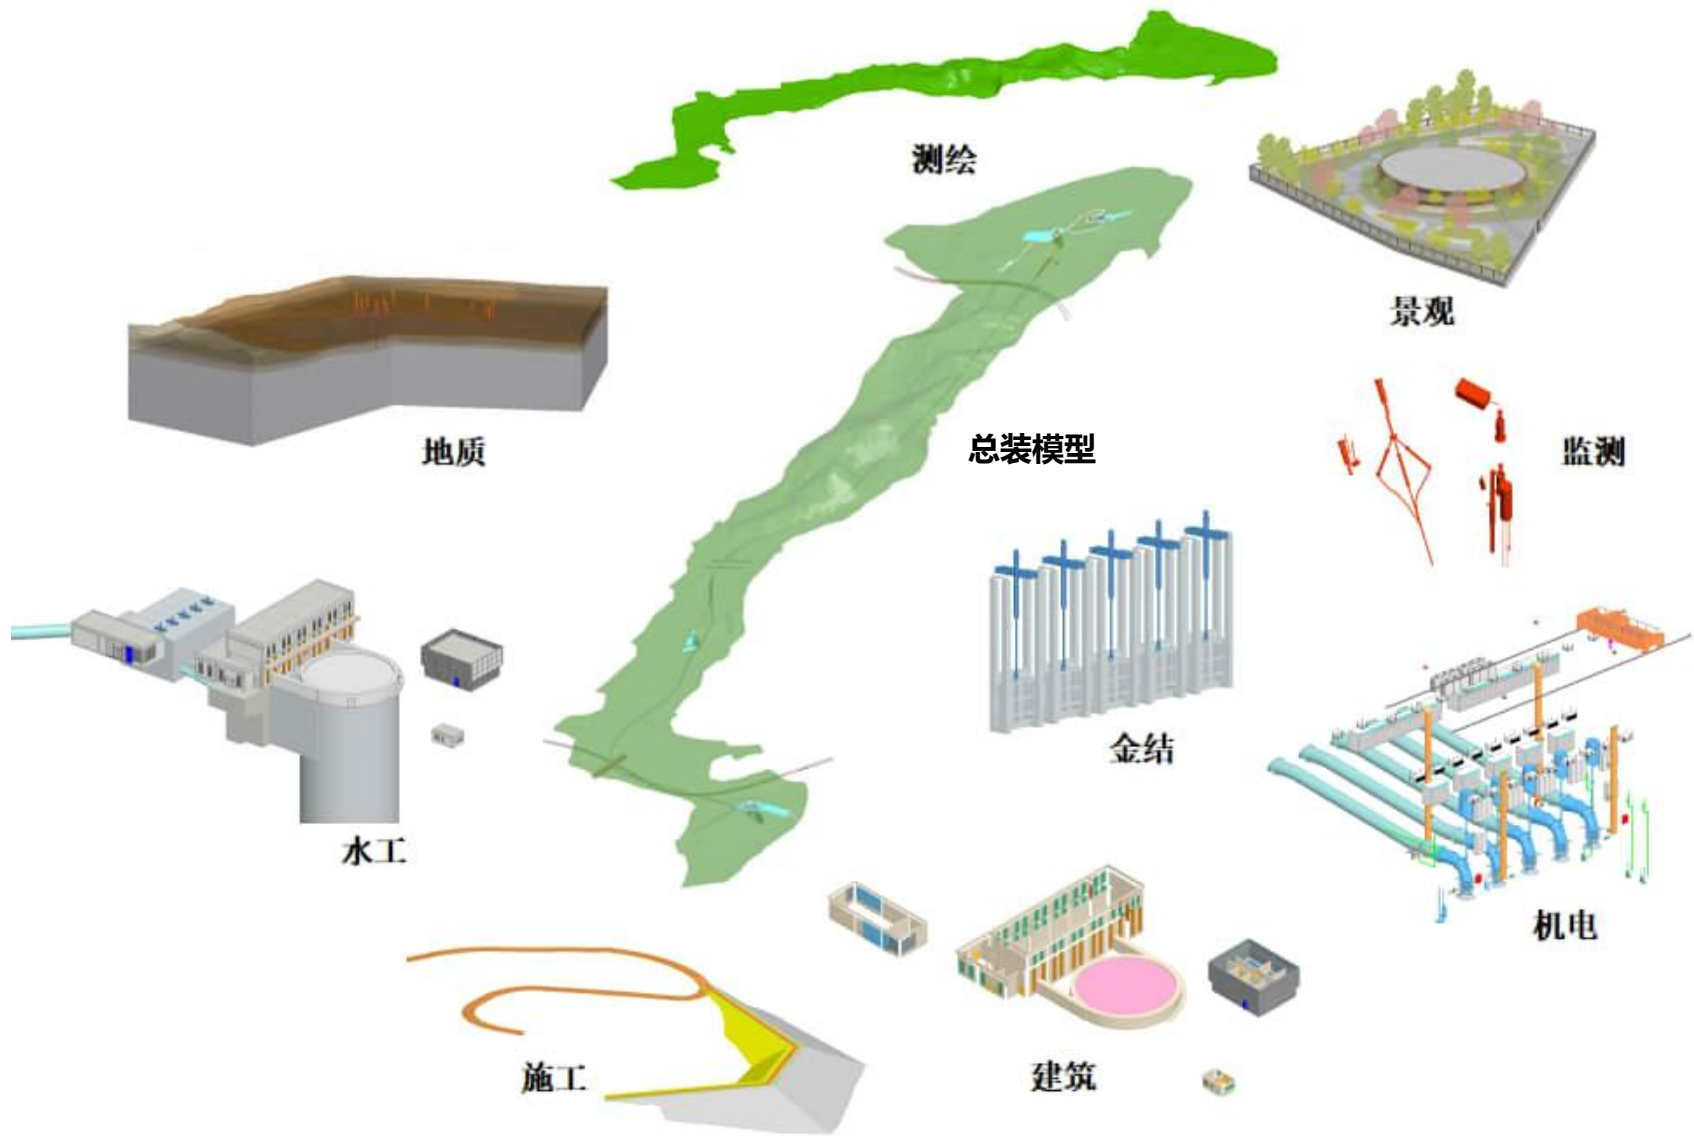 测绘
景观
地质
总装模型
监测
金结
水工
机电
施工
建筑